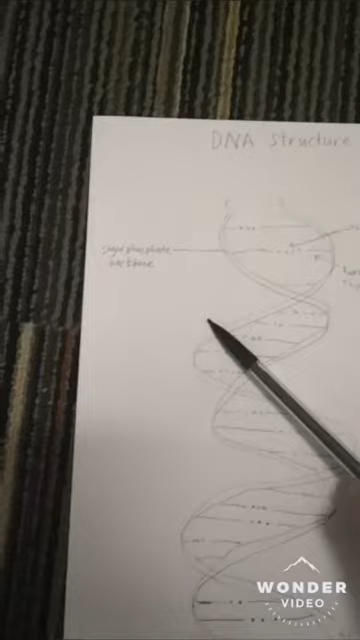 DNA Structure
sugar phosphate
backbone
WONDER
VIDEO